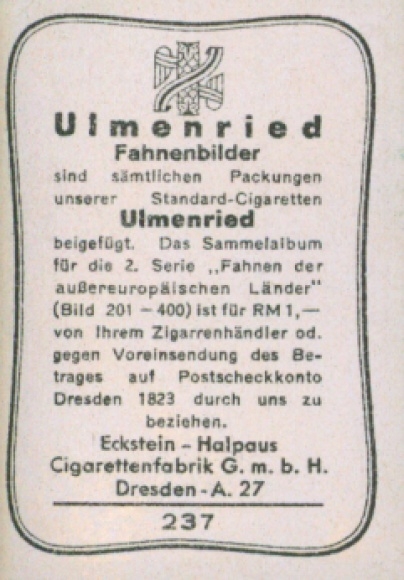 Ulmenried
Fahnenbilder
sind sämtlichen Packungen
unserer Standard-Cigaretten
Ulmenried
beigefügt. Das Sammelalbum
für die 2. Serie „Fahnen der
außereuropäischen Länder"
(Bild 201 – 400) ist für RM 1,—
von Ihrem Zigarrenhändler od.
gegen Voreinsendung des Be-
trages auf Postscheckkonto
Dresden 1823 durch uns zu
beziehen.
Eckstein - Halpaus
Cigarettenfabrik G. m. b. H.
Dresden - A. 27
237